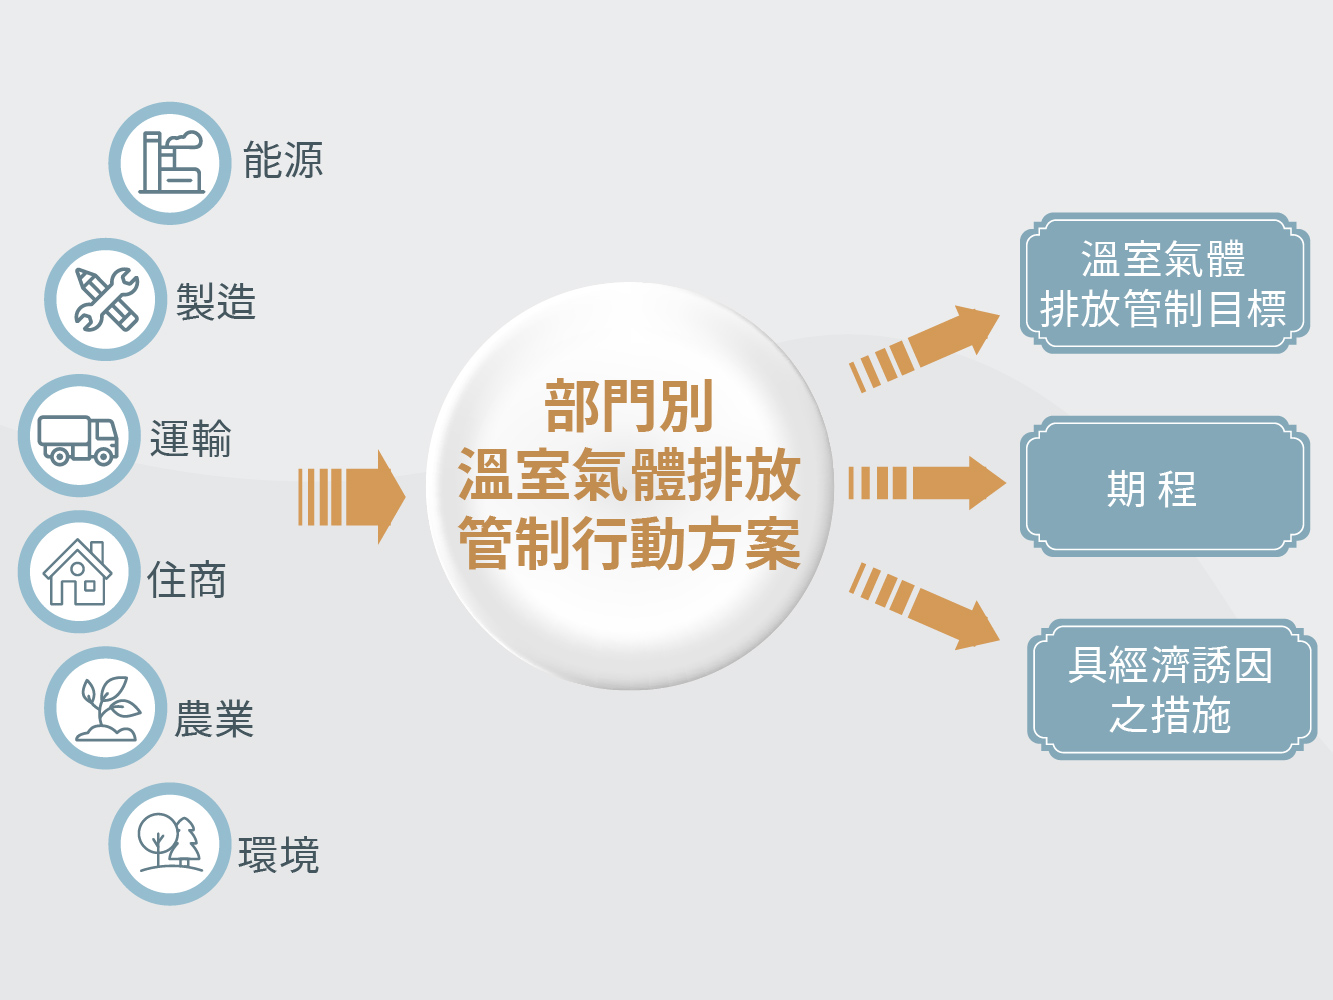 能源
製造
運輸
住商
農業
環境
部門別
溫室氣體排放
管制行動方案
溫室氣體
排放管制目標
期 程
具經濟誘因
之措施